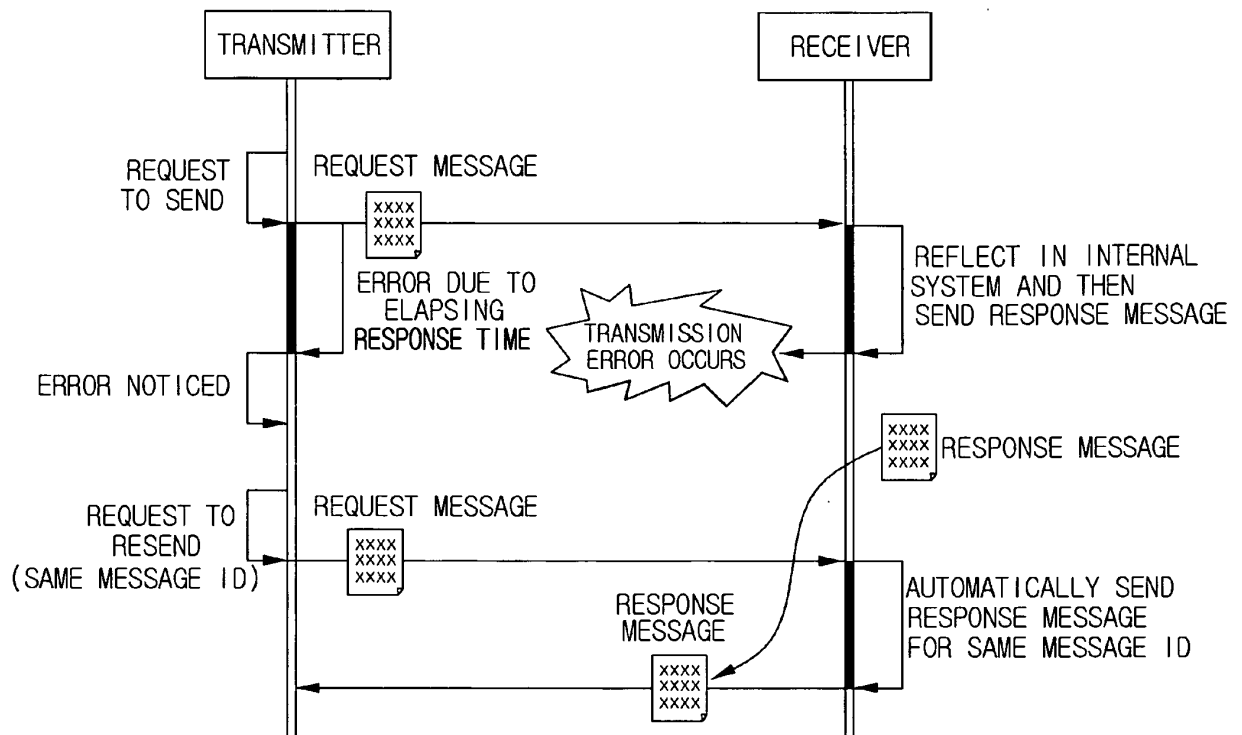 TRANSMITTER
RECEIVER
REQUEST
TO SEND
REQUEST MESSAGE
XXXX
XXXX
XXXX
ERROR DUE TO
ELAPSING
RESPONSE TIME
TRANSMISSION
ERROR OCCURS
REFLECT IN INTERNAL
SYSTEM AND THEN
SEND RESPONSE MESSAGE
ERROR NOTICED
XXXX
XXXX
XXXX
RESPONSE MESSAGE
REQUEST TO
RESEND
(SAME MESSAGE ID)
REQUEST MESSAGE
XXXX
XXXX
XXXX
RESPONSE
MESSAGE
XXXX
XXXX
XXXX
AUTOMATICALLY SEND
RESPONSE MESSAGE
FOR SAME MESSAGE ID